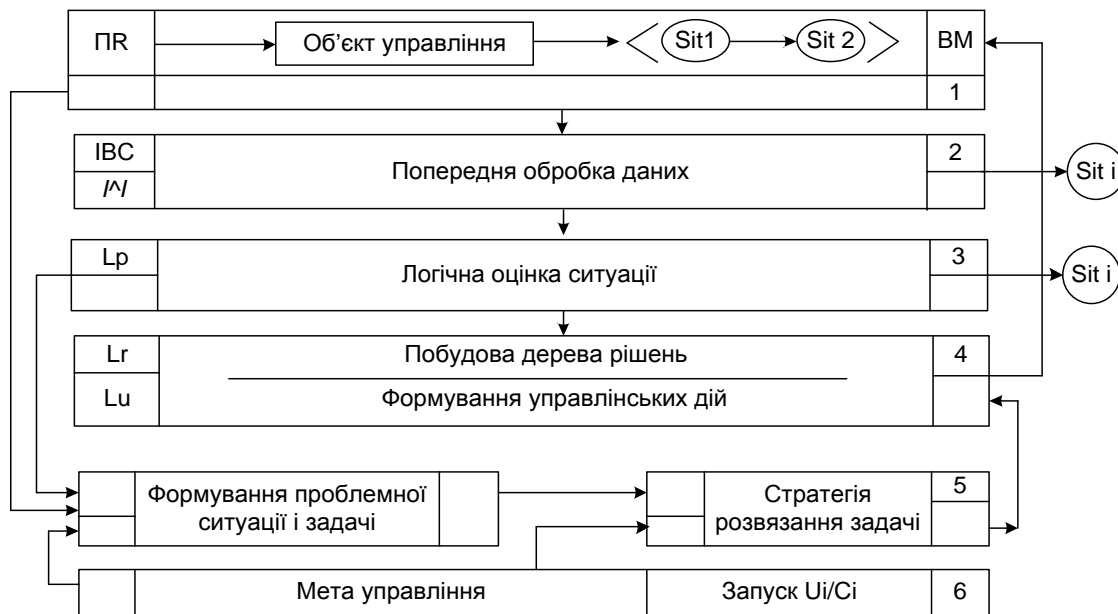 ПR
Об’єкт управління
Sit1
Sit 2
ВМ
1
ІВС
2
Попередня обробка даних
/^/
Sit i
Lp
3
Логічна оцінка ситуації
Sit i
Lr
Побудова дерева рішень
4
Lu
Формування управлінських дій
Формування проблемної
ситуації і задачі
Стратегія
розвязання задачі
5
Мета управління
Запуск Ui/Ci
6